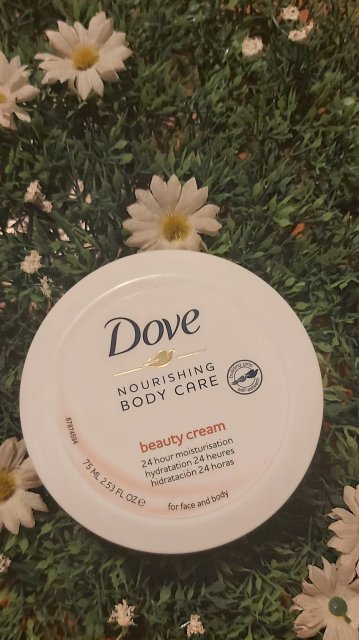 Dove
NOURISHING
BODY CARE
beauty cream
24 hour moisturisation
hydratation 24 heures
hidratación 24 horas
75 ML 2.53 FL OZ ℮
for face and body